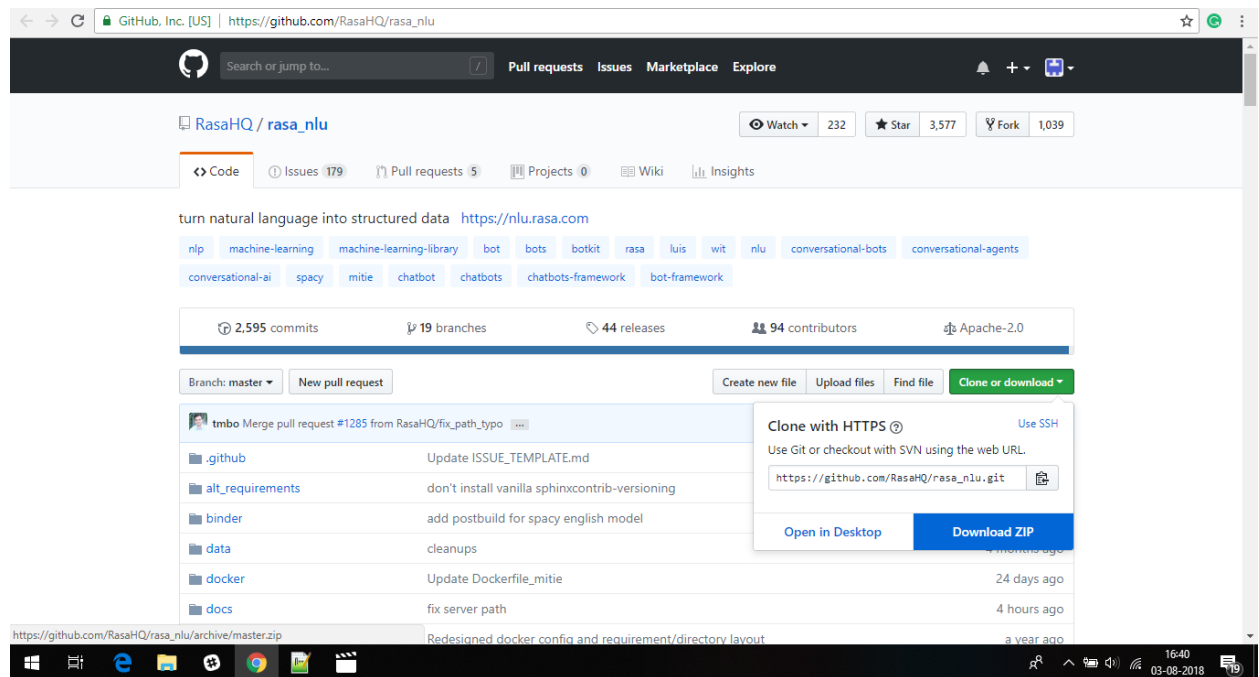 GitHub, Inc. [US] | https://github.com/RasaHQ/rasa_nlu
Search or jump to... / Pull requests Issues Marketplace Explore
RasaHQ / rasa_nlu Watch 232 Star 3,577 Fork 1,039
Code Issues 179 Pull requests 5 Projects 0 Wiki Insights
turn natural language into structured data https://nlu.rasa.com
nlp machine-learning machine-learning-library bot bots botkit rasa luis wit nlu conversational-bots conversational-agents
conversational-ai spacy mitie chatbot chatbots chatbots-framework bot-framework
2,595 commits 19 branches 44 releases 94 contributors Apache-2.0
Branch: master New pull request Create new file Upload files Find file Clone or download
tmbo Merge pull request #1285 from RasaHQ/fix_path_typo ...
Clone with HTTPS ? Use SSH
Use Git or checkout with SVN using the web URL.
https://github.com/RasaHQ/rasa_nlu.git
Open in Desktop Download ZIP
.github Update ISSUE_TEMPLATE.md
alt_requirements don't install vanilla sphinxcontrib-versioning
binder add postbuild for spacy english model
data cleanups 4 months ago
docker Update Dockerfile_mitie 24 days ago
docs fix server path 4 hours ago
Redesigned docker config and requirement/directory layout a year ago
https://github.com/RasaHQ/rasa_nlu/archive/master.zip
16:40
03-08-2018
19